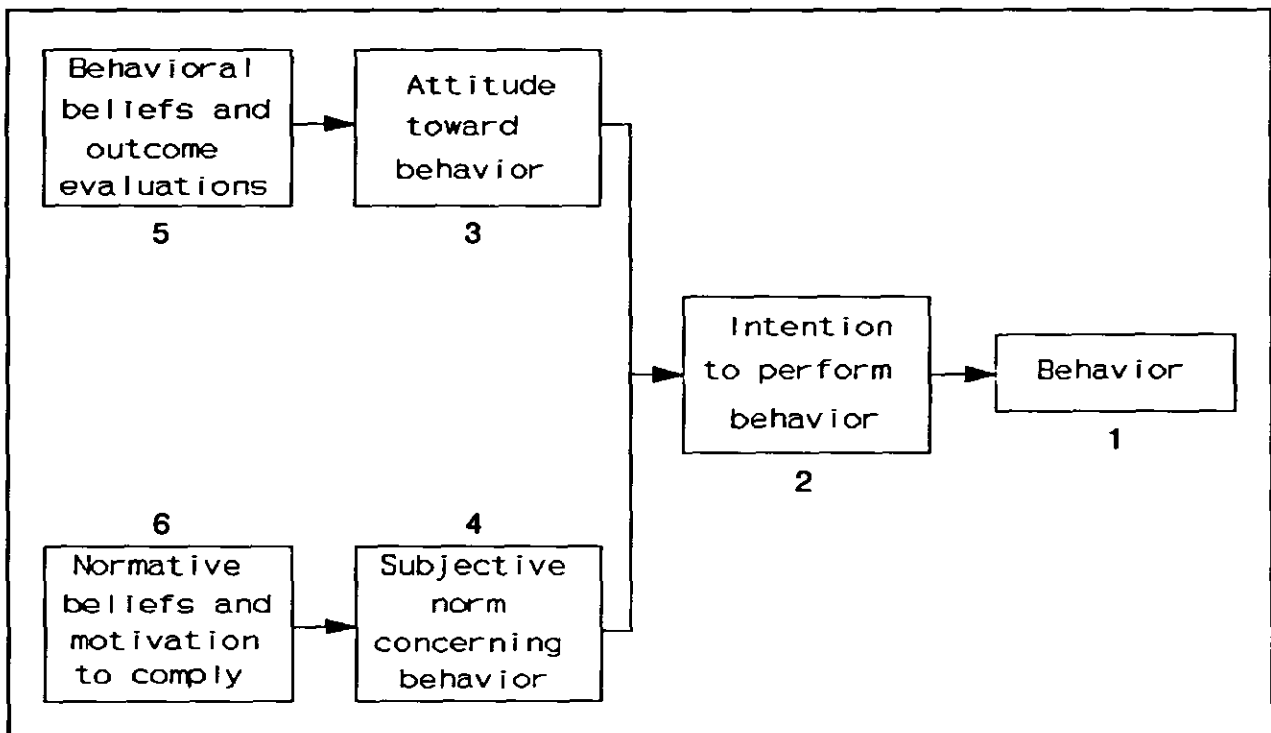 Behavioral
beliefs and
outcome
evaluations
5
Attitude
toward
behavior
3
Intention
to perform
behavior
2
Behavior
1
6
Normative
beliefs and
motivation
to comply
4
Subjective
norm
concerning
behavior